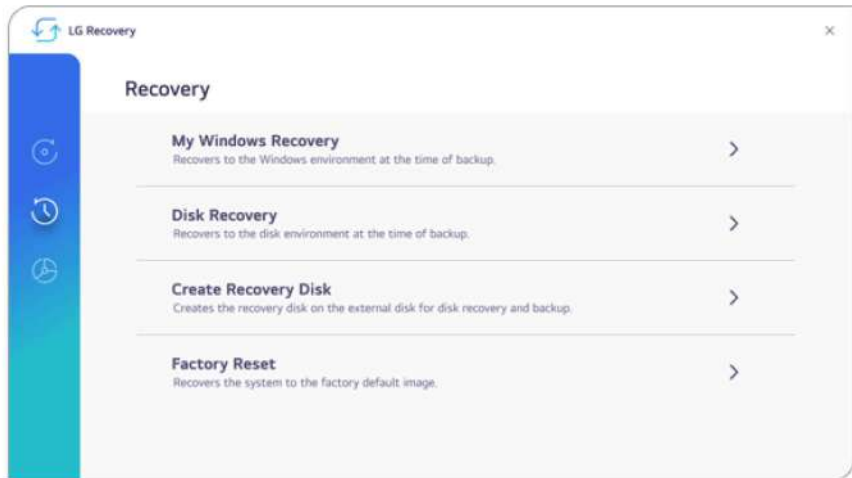 LG Recovery
Recovery
My Windows Recovery
Recovers to the Windows environment at the time of backup.
Disk Recovery
Recovers to the disk environment at the time of backup.
Create Recovery Disk
Creates the recovery disk on the external disk for disk recovery and backup.
Factory Reset
Recovers the system to the factory default image.